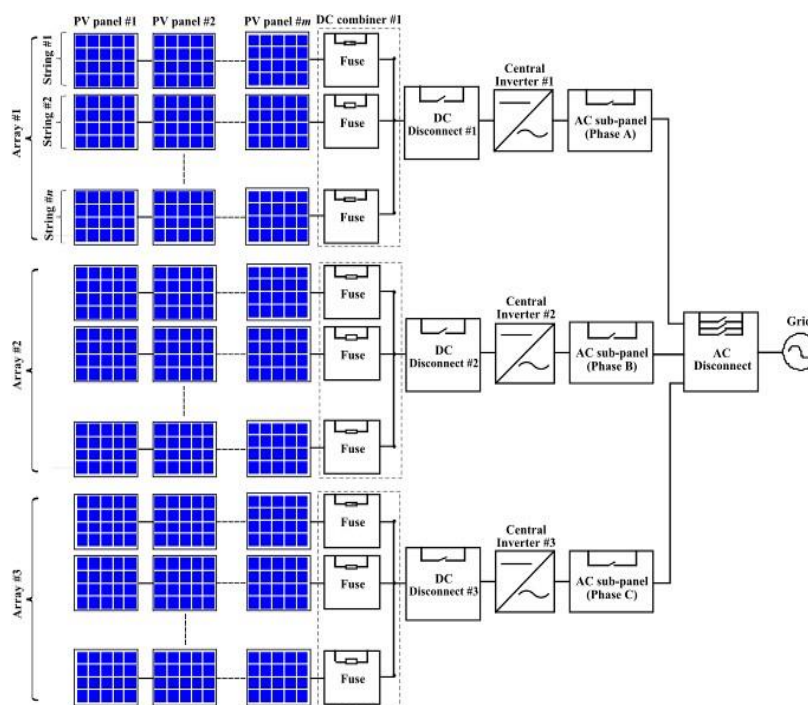 PV panel #1
PV panel #2
PV panel #m
DC combiner #1
Array #1
String #1
String #2
String #n
Fuse
Fuse
Fuse
DC
Disconnect #1
Central
Inverter #1
AC sub-panel
(Phase A)
Array #2
Fuse
Fuse
Fuse
DC
Disconnect #2
Central
Inverter #2
AC sub-panel
(Phase B)
AC
Disconnect
Grid
Array #3
Fuse
Fuse
Fuse
DC
Disconnect #3
Central
Inverter #3
AC sub-panel
(Phase C)